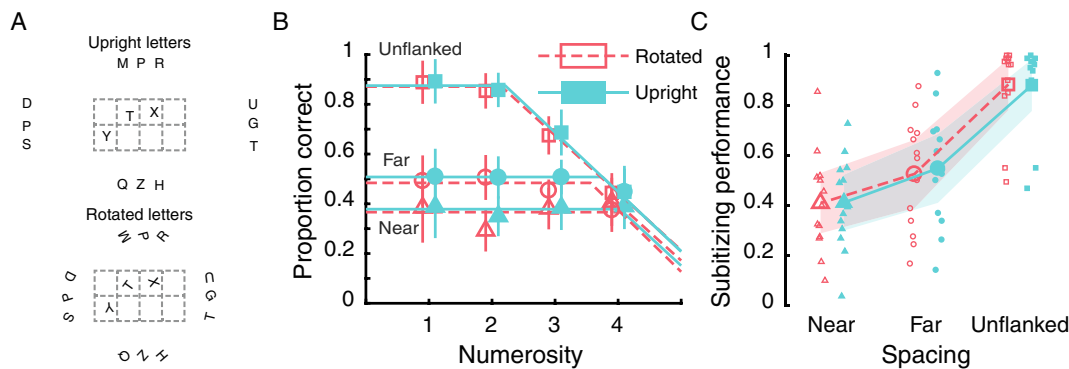 A
Upright letters
M P R
D
P
S
T X
Y
U
G
T
Q Z H
Rotated letters
M P R
D
P
S
T X
Y
U
G
T
Q Z H
B
Proportion correct
1
0.8
0.6
0.4
0.2
0
Unflanked
Far
Near
Rotated
Upright
1 2 3 4
Numerosity
C
Subitizing performance
1
0.8
0.6
0.4
0.2
0
Near Far Unflanked
Spacing